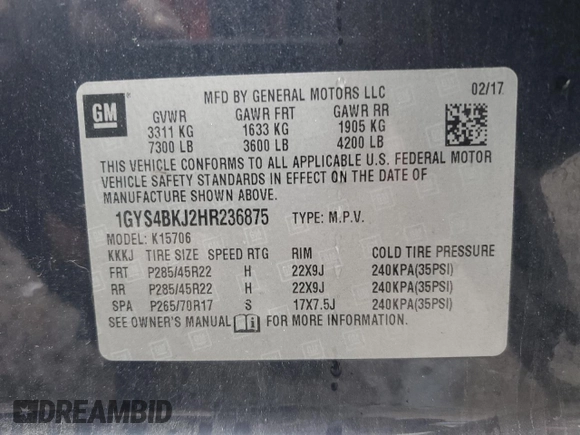 GM
MFD BY GENERAL MOTORS LLC 02/17
GVWR GAWR FRT GAWR RR
3311 KG 1633 KG 1905 KG
7300 LB 3600 LB 4200 LB
THIS VEHICLE CONFORMS TO ALL APPLICABLE U.S. FEDERAL MOTOR
VEHICLE SAFETY STANDARDS IN EFFECT ON THE DATE OF
MANUFACTURE SHOWN ABOVE.
1GYS4BKJ2HR236875 TYPE: M.P.V.
MODEL: K15706
KKKJ TIRE SIZE SPEED RTG RIM COLD TIRE PRESSURE
FRT P285/45R22 H 22X9J 240KPA(35PSI)
RR P285/45R22 H 22X9J 240KPA(35PSI)
SPA P265/70R17 S 17X7.5J 240KPA(35PSI)
SEE OWNER'S MANUAL FOR MORE INFORMATION.
DREAMBID